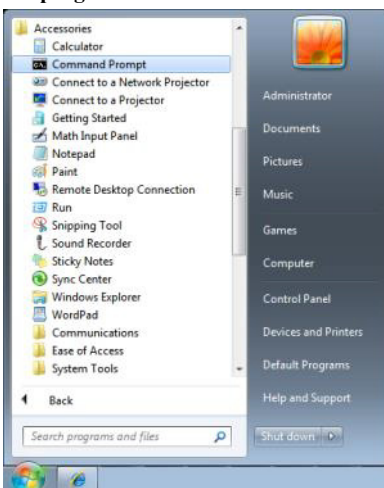 Accessories
Calculator
Command Prompt
Connect to a Network Projector
Connect to a Projector
Getting Started
Math Input Panel
Notepad
Paint
Remote Desktop Connection
Run
Snipping Tool
Sound Recorder
Sticky Notes
Sync Center
Windows Explorer
WordPad
Communications
Ease of Access
System Tools
Back
Search programs and files
Administrator
Documents
Pictures
Music
Games
Computer
Control Panel
Devices and Printers
Default Programs
Help and Support
Shut down